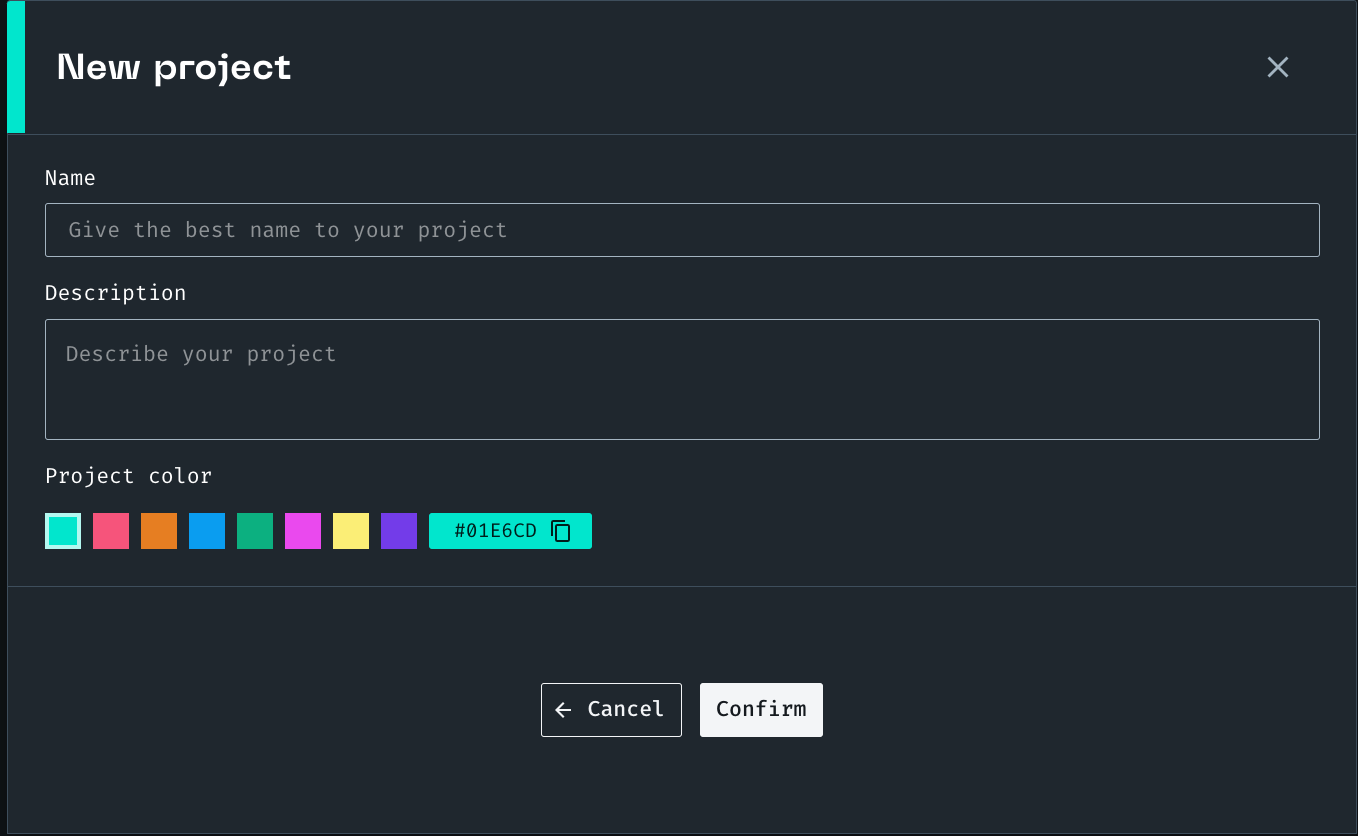 New project
Name
Give the best name to your project
Description
Describe your project
Project color
#01E6CD
Cancel
Confirm